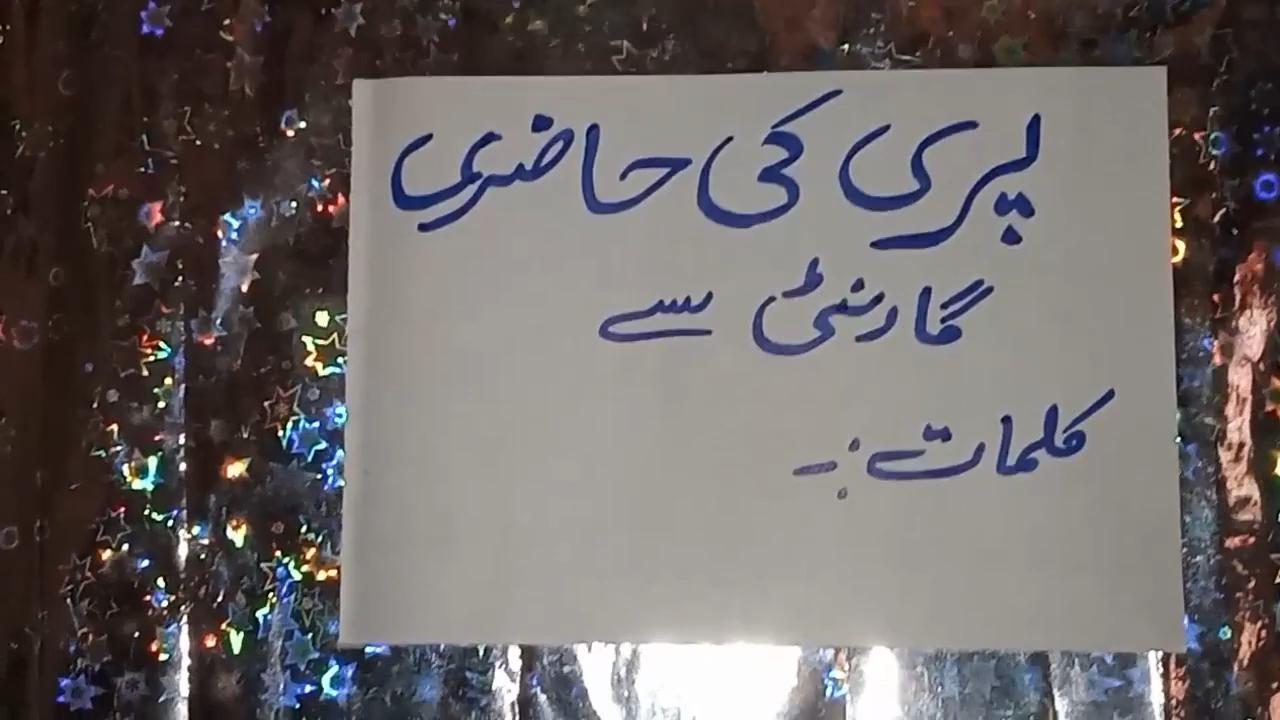 پری کی حاضری
گارنٹی سے
کلمات :-